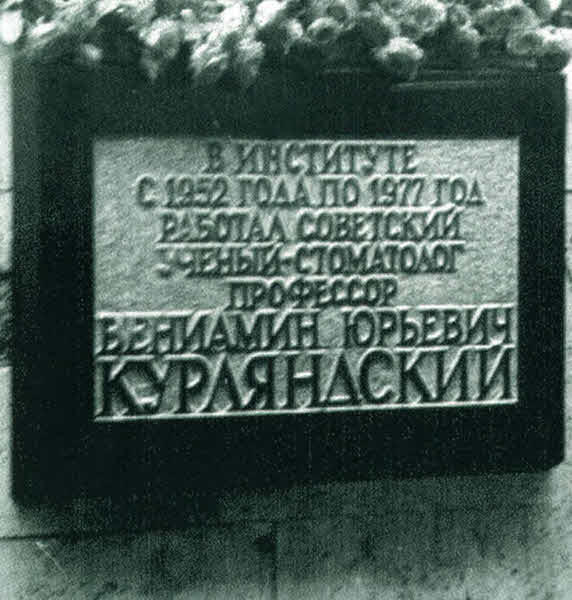 В ИНСТИТУТЕ
С 1952 ГОДА ПО 1977 ГОД
РАБОТАЛ СОВЕТСКИЙ
УЧЕНЫЙ-СТОМАТОЛОГ
ПРОФЕССОР
ВЕНИАМИН ЮРЬЕВИЧ
КУРЛЯНДСКИЙ